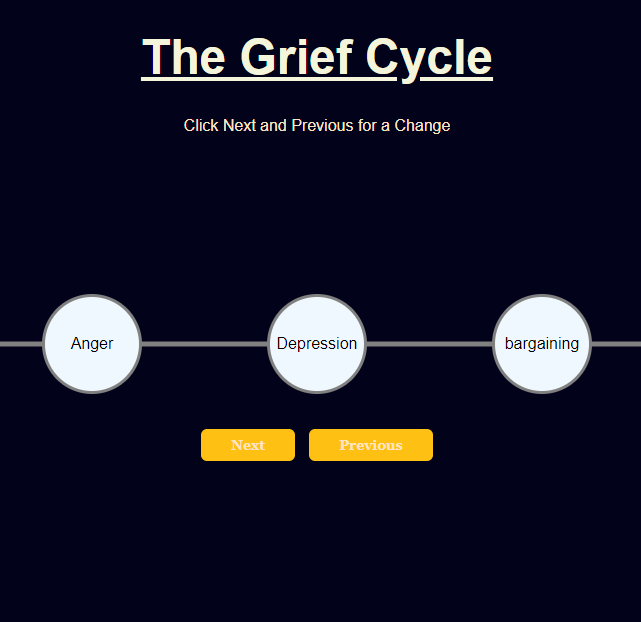 The Grief Cycle
Click Next and Previous for a Change
Anger
Depression
bargaining
Next
Previous